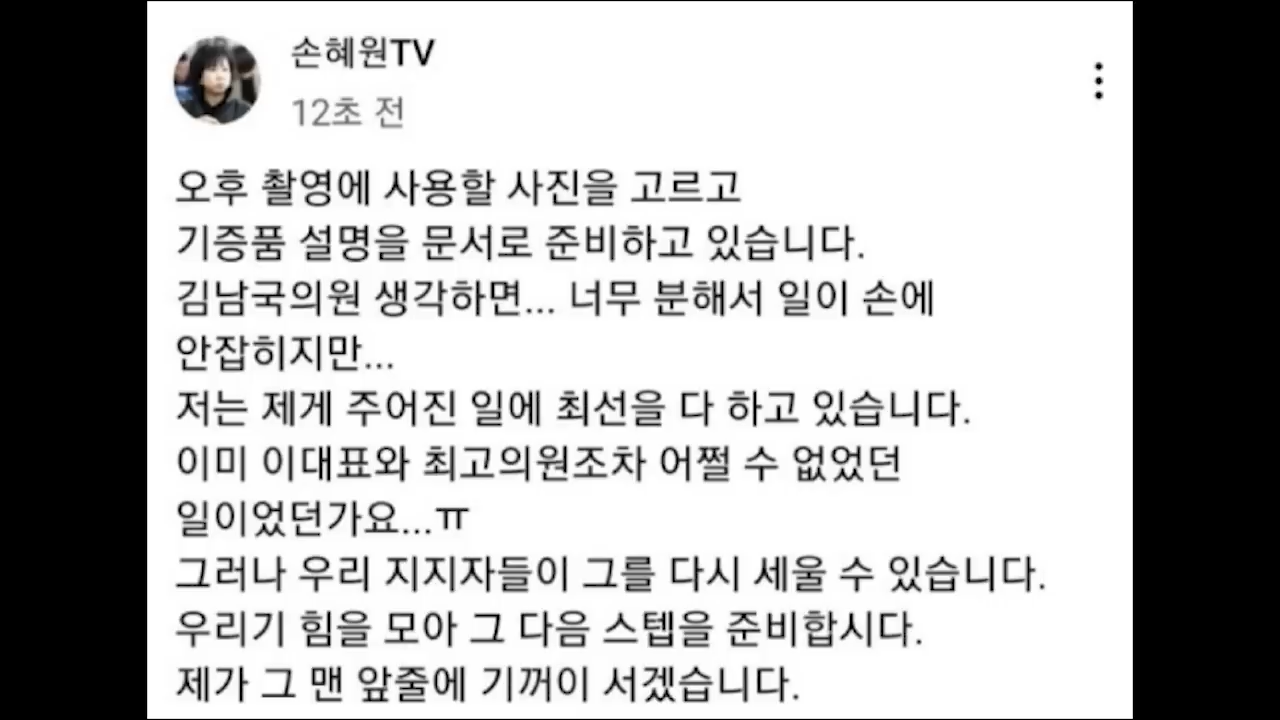 손혜원TV
12초 전
오후 촬영에 사용할 사진을 고르고
기증품 설명을 문서로 준비하고 있습니다.
김남국의원 생각하면... 너무 분해서 일이 손에
안잡히지만...
저는 제게 주어진 일에 최선을 다 하고 있습니다.
이미 이대표와 최고의원조차 어쩔 수 없었던
일이었던가요...ㅠ
그러나 우리 지지자들이 그를 다시 세울 수 있습니다.
우리기 힘을 모아 그 다음 스텝을 준비합시다.
제가 그 맨 앞줄에 기꺼이 서겠습니다.